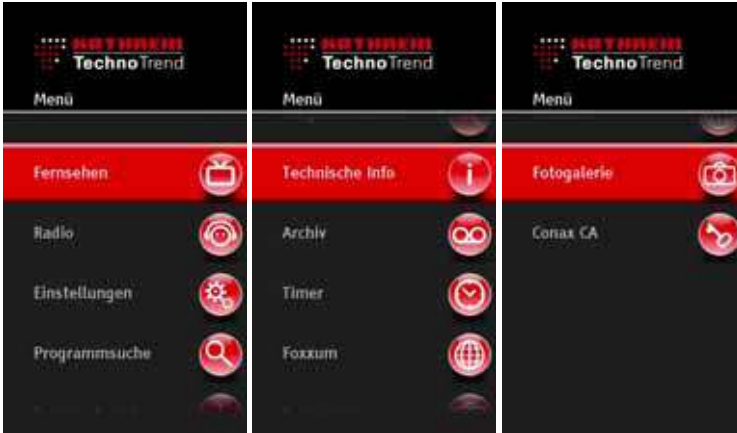 KATHREIN
TechnoTrend
Menü
Fernsehen
Radio
Einstellungen
Programmsuche
KATHREIN
TechnoTrend
Menü
Technische Info
Archiv
Timer
Foxxum
KATHREIN
TechnoTrend
Menü
Fotogalerie
Conax CA